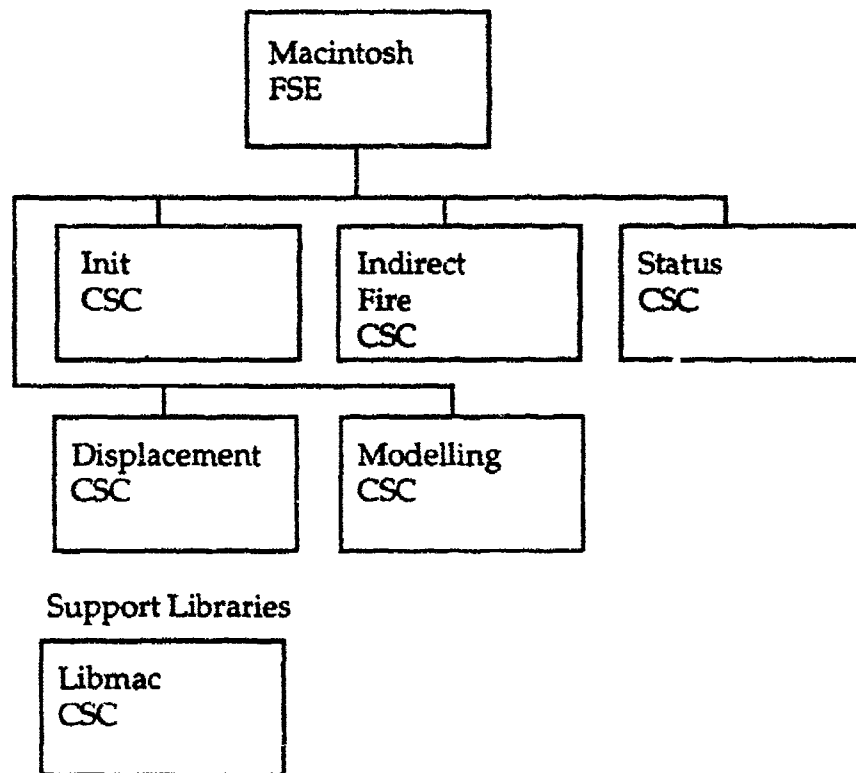 Macintosh
FSE
Init
CSC
Indirect
Fire
CSC
Status
CSC
Displacement
CSC
Modelling
CSC
Support Libraries
Libmac
CSC